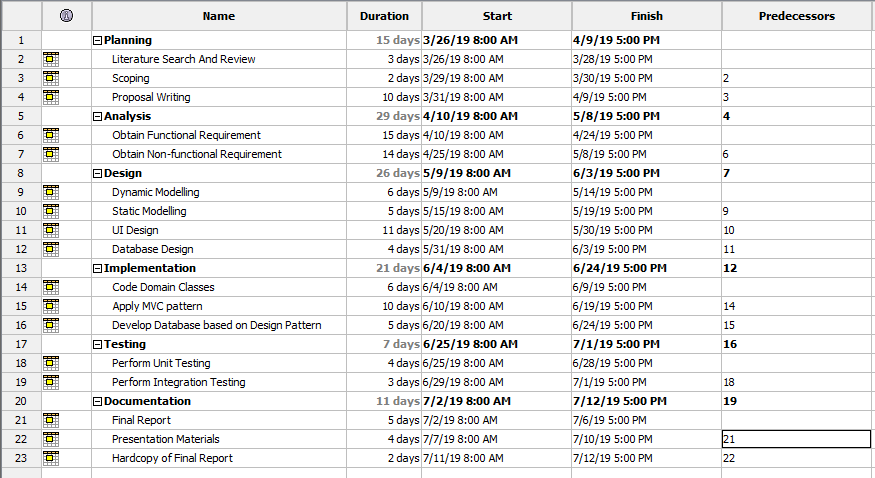 Name Duration Start Finish Predecessors
1 Planning 15 days 3/26/19 8:00 AM 4/9/19 5:00 PM
2 Literature Search And Review 3 days 3/26/19 8:00 AM 3/28/19 5:00 PM
3 Scoping 2 days 3/29/19 8:00 AM 3/30/19 5:00 PM 2
4 Proposal Writing 10 days 3/31/19 8:00 AM 4/9/19 5:00 PM 3
5 Analysis 29 days 4/10/19 8:00 AM 5/8/19 5:00 PM 4
6 Obtain Functional Requirement 15 days 4/10/19 8:00 AM 4/24/19 5:00 PM
7 Obtain Non-functional Requirement 14 days 4/25/19 8:00 AM 5/8/19 5:00 PM 6
8 Design 26 days 5/9/19 8:00 AM 6/3/19 5:00 PM 7
9 Dynamic Modelling 6 days 5/9/19 8:00 AM 5/14/19 5:00 PM
10 Static Modelling 5 days 5/15/19 8:00 AM 5/19/19 5:00 PM 9
11 UI Design 11 days 5/20/19 8:00 AM 5/30/19 5:00 PM 10
12 Database Design 4 days 5/31/19 8:00 AM 6/3/19 5:00 PM 11
13 Implementation 21 days 6/4/19 8:00 AM 6/24/19 5:00 PM 12
14 Code Domain Classes 6 days 6/4/19 8:00 AM 6/9/19 5:00 PM
15 Apply MVC pattern 10 days 6/10/19 8:00 AM 6/19/19 5:00 PM 14
16 Develop Database based on Design Pattern 5 days 6/20/19 8:00 AM 6/24/19 5:00 PM 15
17 Testing 7 days 6/25/19 8:00 AM 7/1/19 5:00 PM 16
18 Perform Unit Testing 4 days 6/25/19 8:00 AM 6/28/19 5:00 PM
19 Perform Integration Testing 3 days 6/29/19 8:00 AM 7/1/19 5:00 PM 18
20 Documentation 11 days 7/2/19 8:00 AM 7/12/19 5:00 PM 19
21 Final Report 5 days 7/2/19 8:00 AM 7/6/19 5:00 PM
22 Presentation Materials 4 days 7/7/19 8:00 AM 7/10/19 5:00 PM 21
23 Hardcopy of Final Report 2 days 7/11/19 8:00 AM 7/12/19 5:00 PM 22